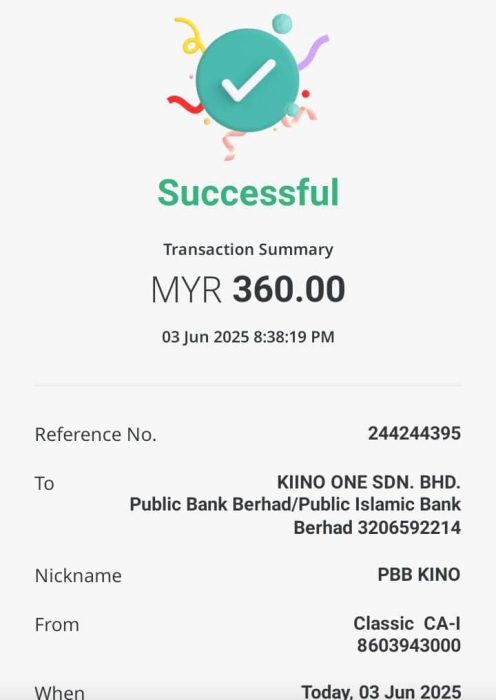 Successful
Transaction Summary
MYR 360.00
03 Jun 2025 8:38:19 PM
Reference No. 244244395
To KIINO ONE SDN. BHD.
Public Bank Berhad/Public Islamic Bank
Berhad 3206592214
Nickname PBB KINO
From Classic CA-I
8603943000
When Today, 03 Jun 2025